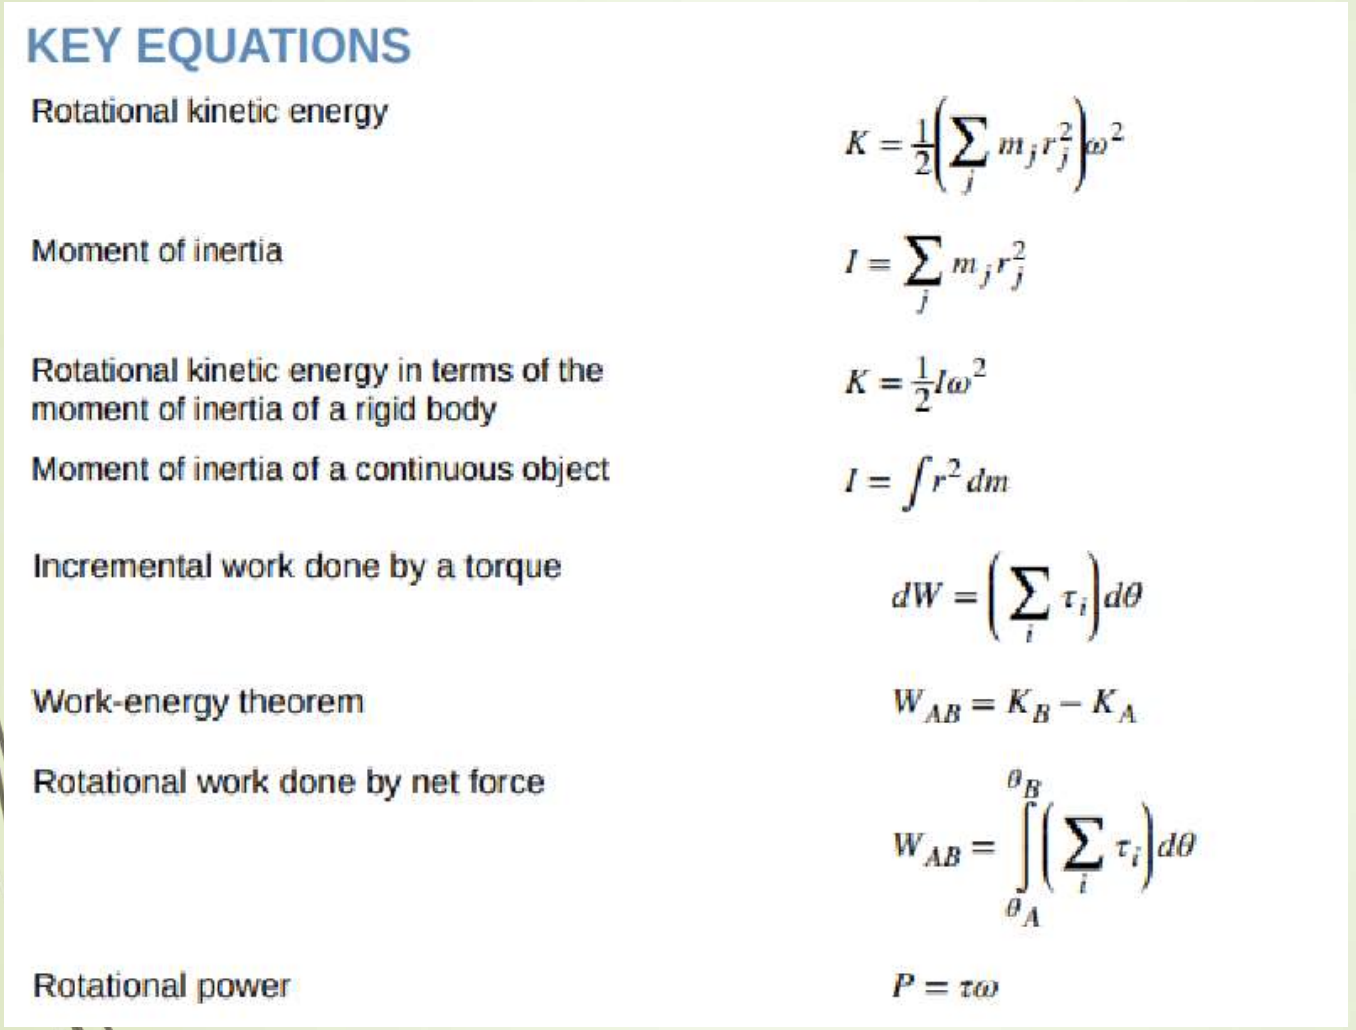 KEY EQUATIONS
Rotational kinetic energy
K = \frac{1}{2}\left(\sum_j m_j r_j^2\right)\omega^2
Moment of inertia
I = \sum_j m_j r_j^2
Rotational kinetic energy in terms of the
moment of inertia of a rigid body
K = \frac{1}{2} I\omega^2
Moment of inertia of a continuous object
I = \int r^2 dm
Incremental work done by a torque
dW = \left(\sum_i \tau_i\right) d\theta
Work-energy theorem
W_{AB} = K_B - K_A
Rotational work done by net force
W_{AB} = \int_{\theta_A}^{\theta_B} \left(\sum_i \tau_i\right) d\theta
Rotational power
P = \tau\omega